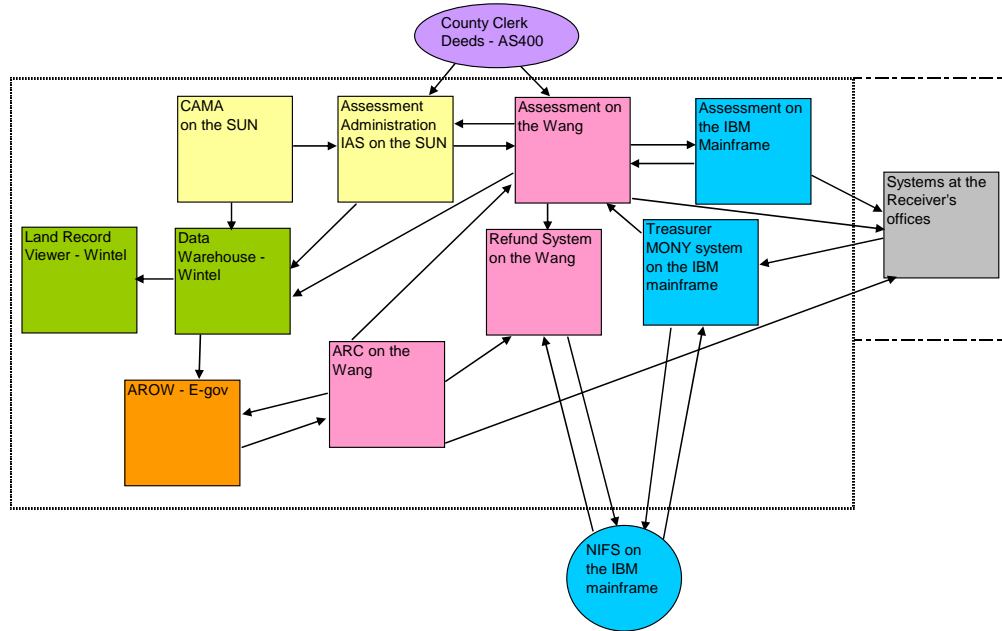 County Clerk
Deeds - AS400
CAMA
on the SUN
Assessment
Administration
IAS on the SUN
Assessment on
the Wang
Assessment on
the IBM
Mainframe
Systems at the
Receiver's
offices
Land Record
Viewer - Wintel
Data
Warehouse -
Wintel
Refund System
on the Wang
Treasurer
MONY system
on the IBM
mainframe
ARC on the
Wang
AROW - E-gov
NIFS on
the IBM
mainframe